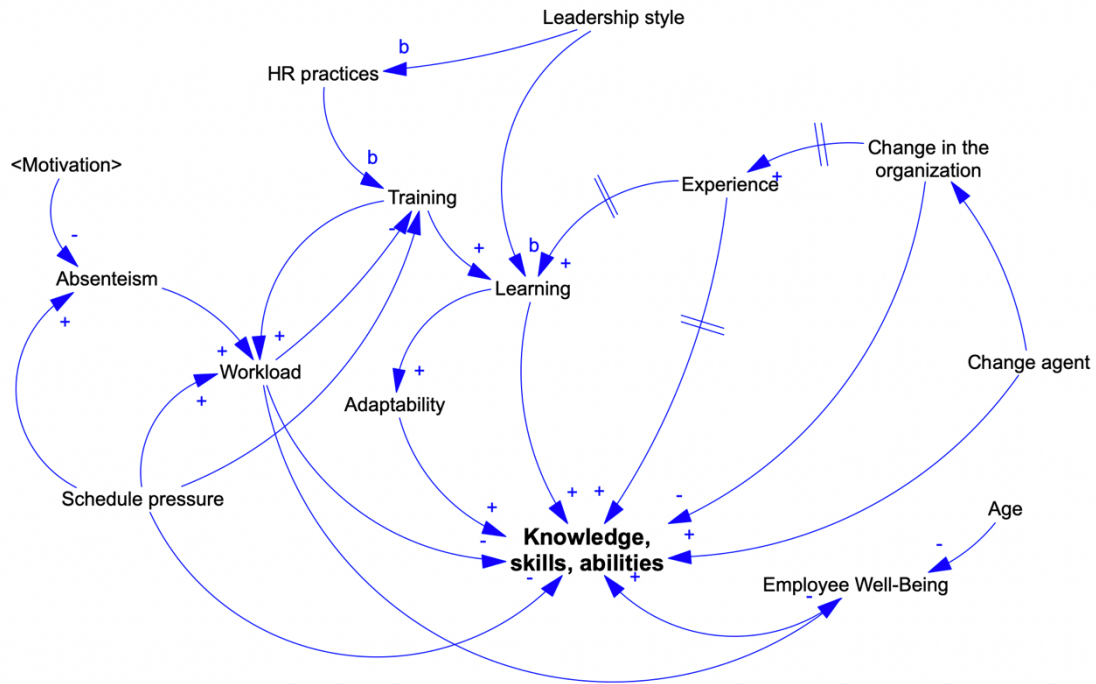 Leadership style
b
HR practices
Change in the
organization
<Motivation>
b
Experience
+
Training
-
-
+
b
+
Absenteism
Learning
+
+
+
Workload
Change agent
+
+
Adaptability
Schedule pressure
+
+
+
-
Age
-
Knowledge,
skills, abilities
+
-
-
+
Employee Well-Being
-